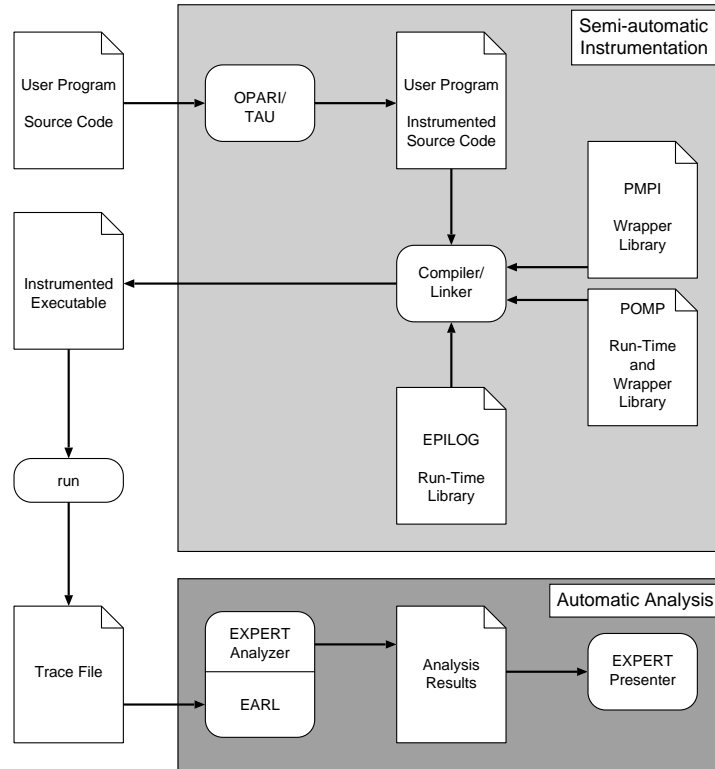 Semi-automatic
Instrumentation
User Program
Source Code
OPARI/
TAU
User Program
Instrumented
Source Code
PMPI
Wrapper
Library
Instrumented
Executable
Compiler/
Linker
POMP
Run-Time
and
Wrapper
Library
EPILOG
Run-Time
Library
run
Automatic Analysis
Trace File
EXPERT
Analyzer
EARL
Analysis
Results
EXPERT
Presenter